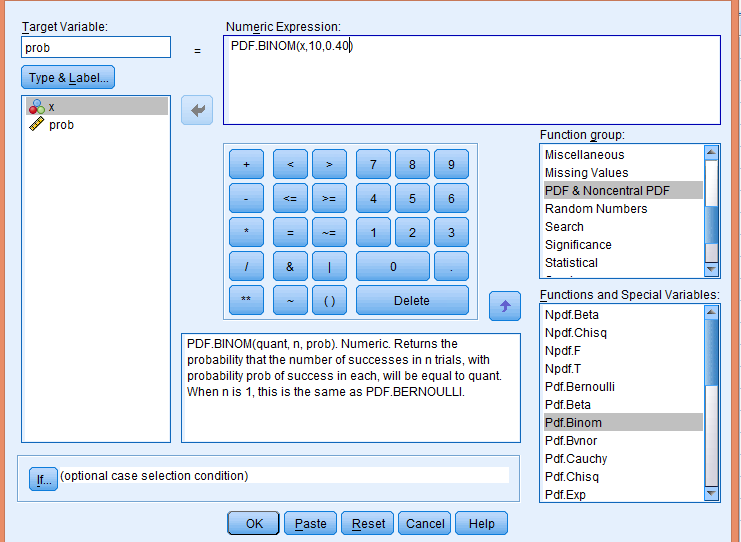 Target Variable:
prob
=
Numeric Expression:
PDF.BINOM(x,10,0.40)
Type & Label...
x
prob
+ < > 7 8 9
- <= >= 4 5 6
* = ~= 1 2 3
/ & | 0 .
** ~ ( ) Delete
Function group:
Miscellaneous
Missing Values
PDF & Noncentral PDF
Random Numbers
Search
Significance
Statistical
PDF.BINOM(quant, n, prob). Numeric. Returns the
probability that the number of successes in n trials, with
probability prob of success in each, will be equal to quant.
When n is 1, this is the same as PDF.BERNOULLI.
Functions and Special Variables:
Npdf.Beta
Npdf.Chisq
Npdf.F
Npdf.T
Pdf.Bernoulli
Pdf.Beta
Pdf.Binom
Pdf.Bvnor
Pdf.Cauchy
Pdf.Chisq
Pdf.Exp
If... (optional case selection condition)
OK Paste Reset Cancel Help